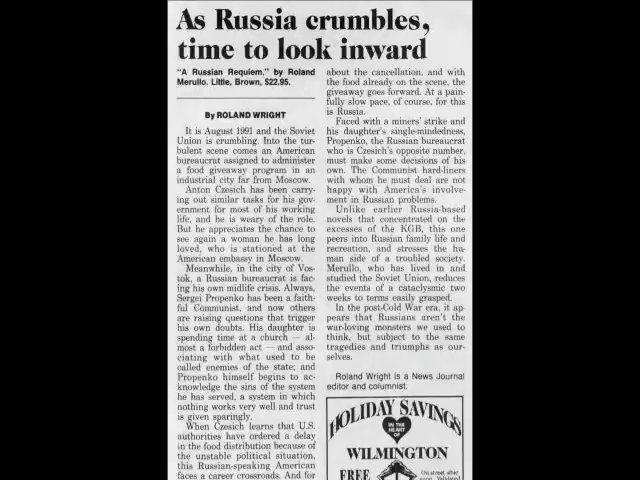 As Russia crumbles,
time to look inward
"A Russian Requiem," by Roland
Merullo. Little, Brown, $22.95.
By ROLAND WRIGHT
It is August 1991 and the Soviet
Union is crumbling. Into the tur-
bulent scene comes an American
bureaucrat assigned to administer
a food giveaway program in an
industrial city far from Moscow.
Anton Czesich has been carry-
ing out similar tasks for his gov-
ernment for most of his working
life, and he is weary of the role.
But he appreciates the chance to
see again a woman he has long
loved, who is stationed at the
American embassy in Moscow.
Meanwhile, in the city of Vos-
tok, a Russian bureaucrat is fac-
ing his own midlife crisis. Always,
Sergei Propenko has been a faith-
ful Communist, and now others
are raising questions that trigger
his own doubts. His daughter is
spending time at a church — al-
most a forbidden act — and asso-
ciating with what used to be
called enemies of the state; and
Propenko himself begins to ac-
knowledge the sins of the system
he has served, a system in which
nothing works very well and trust
is given sparingly.
When Czesich learns that U.S.
authorities have ordered a delay
in the food distribution because of
the unstable political situation,
this Russian-speaking American
faces a career crossroads. And for
about the cancellation, and with
the food already on the scene, the
giveaway goes forward. At a pain-
fully slow pace, of course, for this
is Russia.
Faced with a miners' strike and
his daughter's single-mindedness,
Propenko, the Russian bureaucrat
who is Czesich's opposite number,
must make some decisions of his
own. The Communist hard-liners
with whom he must deal are not
happy with America's involve-
ment in Russian problems.
Unlike earlier Russia-based
novels that concentrated on the
excesses of the KGB, this one
peers into Russian family life and
recreation, and stresses the hu-
man side of a troubled society.
Merullo, who has lived in and
studied the Soviet Union, reduces
the events of a cataclysmic two
weeks to terms easily grasped.
In the post-Cold War era, it ap-
pears that Russians aren't the
war-loving monsters we used to
think, but subject to the same
tragedies and triumphs as our-
selves.
Roland Wright is a News Journal
editor and columnist.
HOLIDAY SAVINGS
IN THE
HEART
OF
WILMINGTON
FREE
On street after